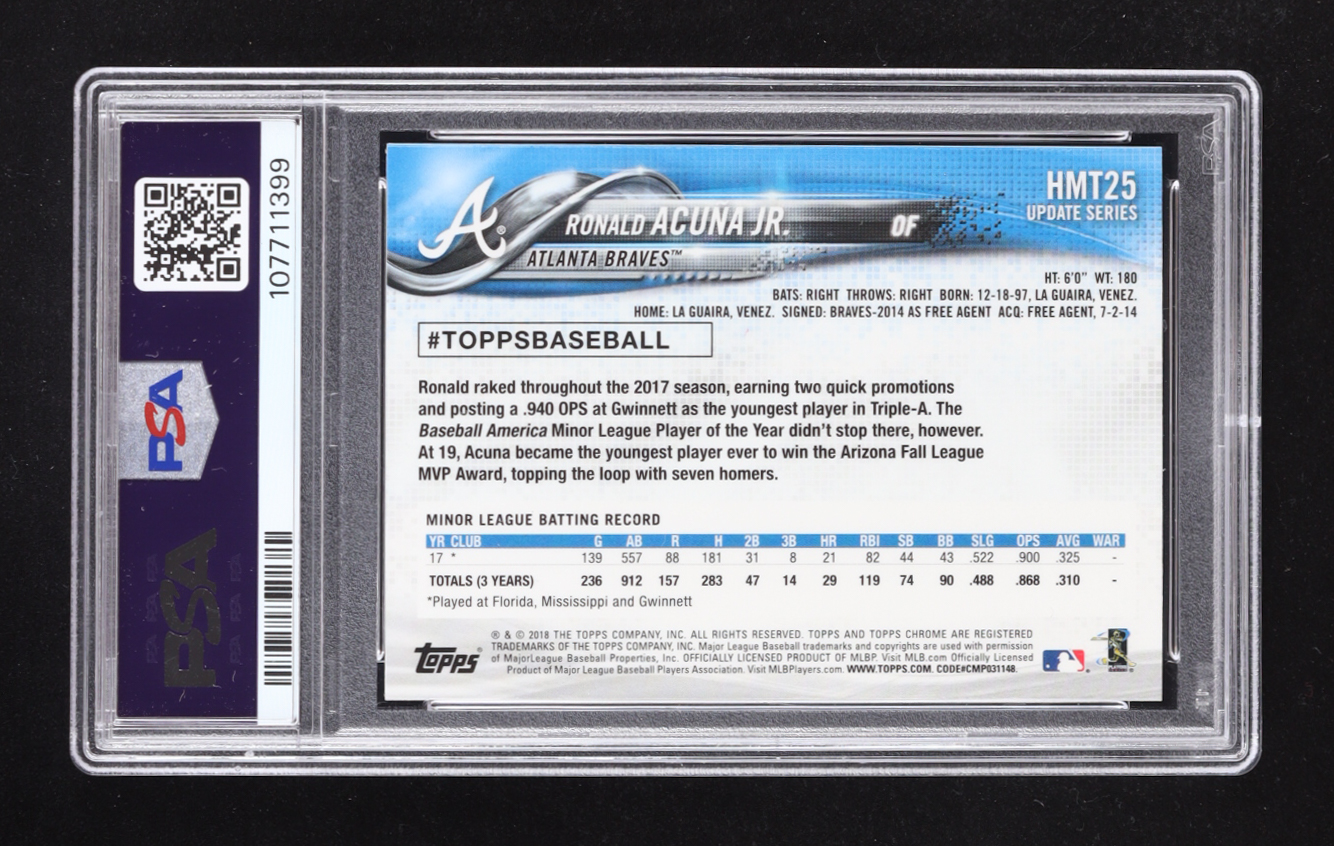 107711399
PSA
PSA
A®
RONALD ACUÑA JR. OF
ATLANTA BRAVES™
HMT25
UPDATE SERIES
HT: 6'0" WT: 180
BATS: RIGHT THROWS: RIGHT BORN: 12-18-97, LA GUAIRA, VENEZ.
HOME: LA GUAIRA, VENEZ. SIGNED: BRAVES-2014 AS FREE AGENT ACQ: FREE AGENT, 7-2-14
#TOPPSBASEBALL
Ronald raked throughout the 2017 season, earning two quick promotions
and posting a .940 OPS at Gwinnett as the youngest player in Triple-A. The
Baseball America Minor League Player of the Year didn't stop there, however.
At 19, Acuna became the youngest player ever to win the Arizona Fall League
MVP Award, topping the loop with seven homers.
MINOR LEAGUE BATTING RECORD
YR CLUB G AB R H 2B 3B HR RBI SB BB SLG OPS AVG WAR
17 * 139 557 88 181 31 8 21 82 44 43 .522 .900 .325 -
TOTALS (3 YEARS) 236 912 157 283 47 14 29 119 74 90 .488 .868 .310 -
*Played at Florida, Mississippi and Gwinnett
topps®
® & © 2018 THE TOPPS COMPANY, INC. ALL RIGHTS RESERVED. TOPPS AND TOPPS CHROME ARE REGISTERED
TRADEMARKS OF THE TOPPS COMPANY, INC. Major League Baseball trademarks and copyrights are used with permission
of MajorLeague Baseball Properties, Inc. OFFICIALLY LICENSED PRODUCT OF MLBP. Visit MLB.com Officially Licensed
Product of Major League Baseball Players Association. Visit MLBPlayers.com. WWW.TOPPS.COM. CODE#CMP031148.
PSA